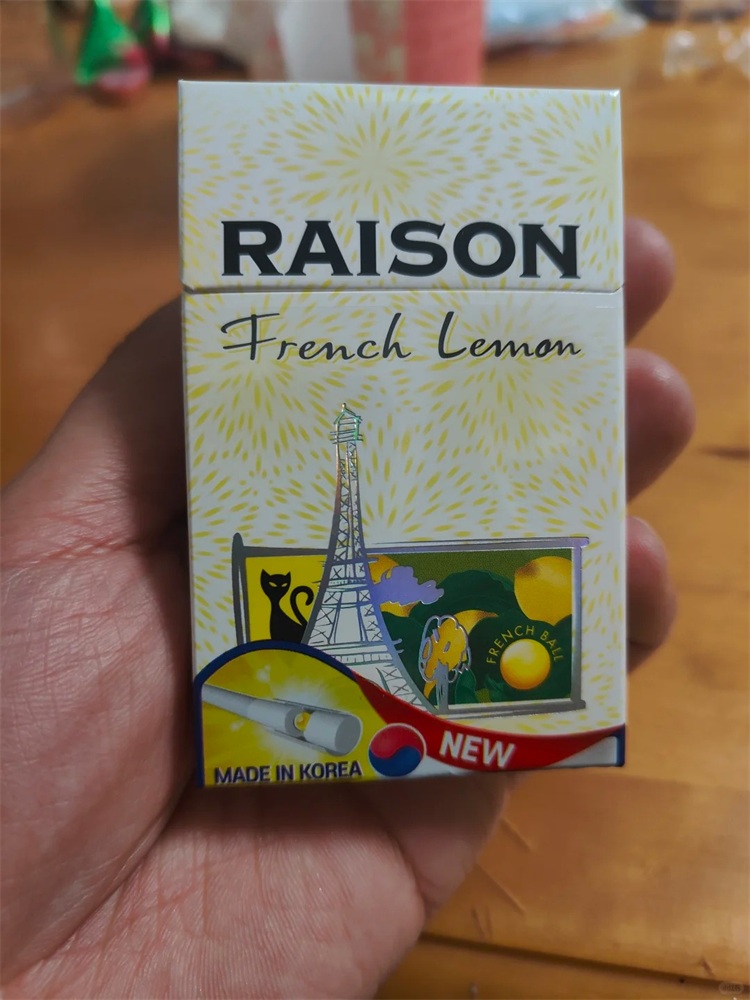 RAISON
French Lemon
FRENCH BALL
NEW
MADE IN KOREA